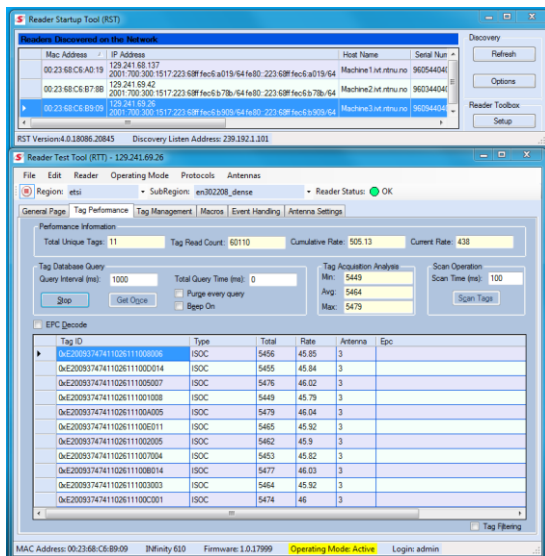 Reader Startup Tool (RST)
Readers Discovered on the Network
Mac Address IP Address Host Name Serial Num
00:23:68:C6:A0:19 129.241.68.137 Machine1.ivt.ntnu.no 960544040
2001:700:300:1517:223:68ff:fec6:a019/64 fe80::223:68ff:fec6:a019/64
00:23:68:C6:B7:8B 129.241.69.42 Machine2.ivt.ntnu.no 960344040
2001:700:300:1517:223:68ff:fec6:b78b/64 fe80::223:68ff:fec6:b78b/64
00:23:68:C6:B9:09 129.241.69.26 Machine3.ivt.ntnu.no 960944040
2001:700:300:1517:223:68ff:fec6:b909/64 fe80::223:68ff:fec6:b909/64
Discovery
Refresh
Options
Reader Toolbox
Setup
RST Version:4.0.18086.20845 Discovery Listen Address: 239.192.1.101
Reader Test Tool (RTT) - 129.241.69.26
File Edit Reader Operating Mode Protocols Antennas
Region: etsi SubRegion: en302208_dense Reader Status: OK
General Page Tag Performance Tag Management Macros Event Handling Antenna Settings
Performance Information
Total Unique Tags: 11 Tag Read Count: 60110 Cumulative Rate: 505.13 Current Rate: 438
Tag Database Query
Query Interval (ms): 1000 Total Query Time (ms): 0
Stop Get Once Purge every query
Beep On
Tag Acquisition Analysis
Min: 5449
Avg: 5464
Max: 5479
Scan Operation
Scan Time (ms): 100
Scan Tags
EPC Decode
Tag ID Type Total Rate Antenna Epc
0xE20093747411026111008006 ISOC 5456 45.85 3
0xE200937474110261110D014 ISOC 5455 45.84 3
0xE20093747411026111005007 ISOC 5476 46.02 3
0xE20093747411026111001008 ISOC 5449 45.79 3
0xE200937474110261100A005 ISOC 5479 46.04 3
0xE200937474110261100E011 ISOC 5465 45.92 3
0xE2009374741102611002005 ISOC 5462 45.9 3
0xE2009374741102611007004 ISOC 5453 45.82 3
0xE200937474110261100B014 ISOC 5477 46.03 3
0xE2009374741102611003003 ISOC 5464 45.92 3
0xE200937474110261100C001 ISOC 5474 46 3
Tag Filtering
MAC Address: 00:23:68:C6:B9:09 INfinity 610 Firmware: 1.0.17999 Operating Mode: Active Login: admin